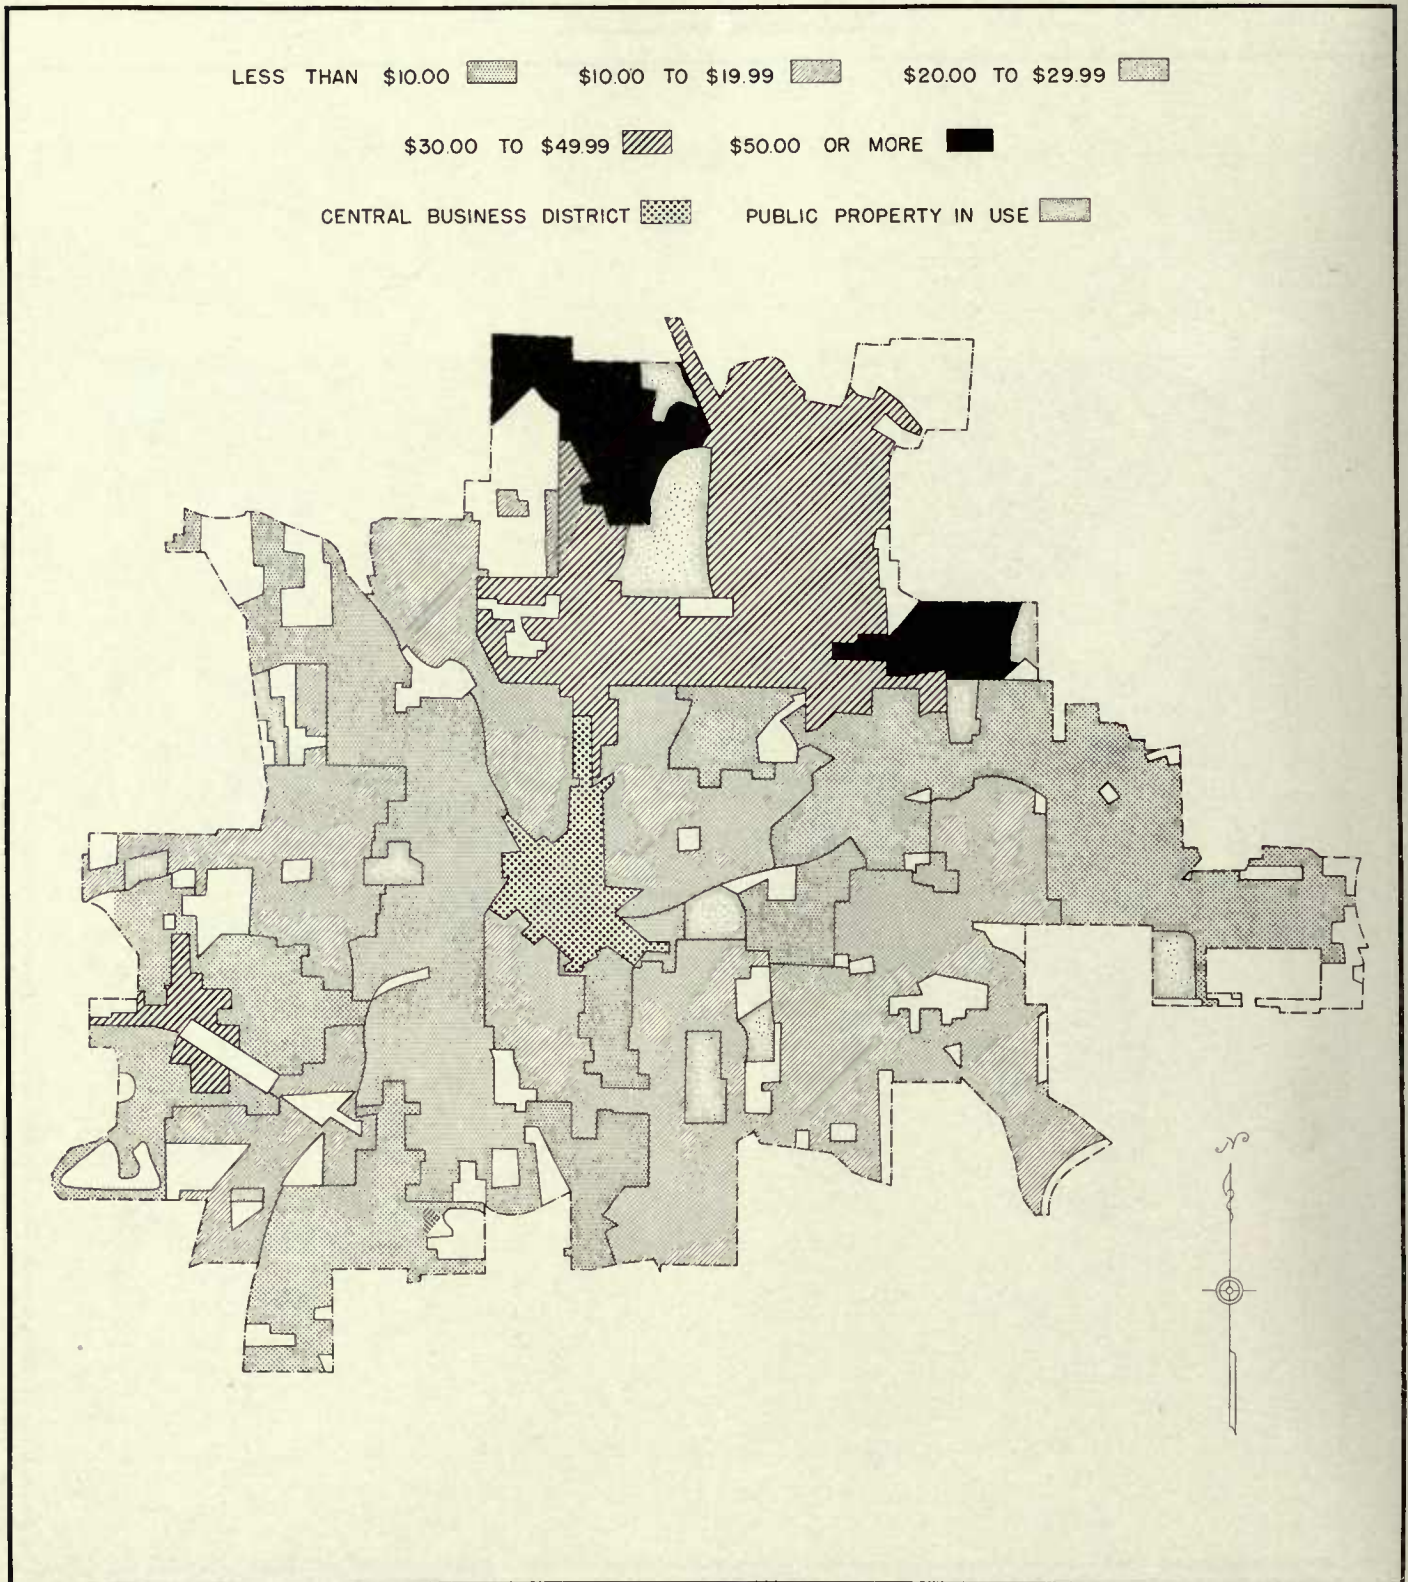 LESS THAN $10.00 $10.00 TO $19.99 $20.00 TO $29.99
$30.00 TO $49.99 $50.00 OR MORE
CENTRAL BUSINESS DISTRICT PUBLIC PROPERTY IN USE
N